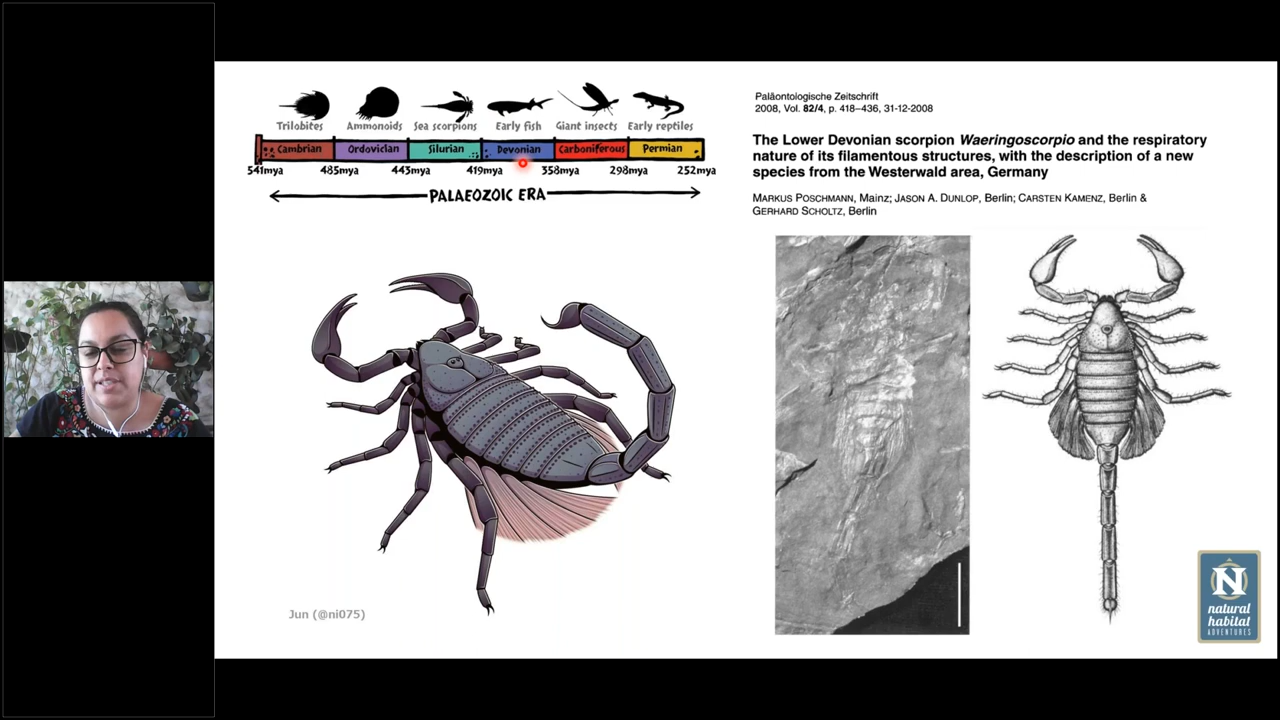 Trilobites Ammonoids Sea scorpions Early fish Giant insects Early reptiles
Cambrian Ordovician Silurian Devonian Carboniferous Permian
541mya 485mya 443mya 419mya 358mya 298mya 252mya
PALAEOZOIC ERA
Jun (@ni075)
Paläontologische Zeitschrift
2008, Vol. 82/4, p. 418–436, 31-12-2008
The Lower Devonian scorpion Waeringoscorpio and the respiratory
nature of its filamentous structures, with the description of a new
species from the Westerwald area, Germany
MARKUS POSCHMANN, Mainz; JASON A. DUNLOP, Berlin; CARSTEN KAMENZ, Berlin &
GERHARD SCHOLTZ, Berlin
N
natural
habitat
ADVENTURES